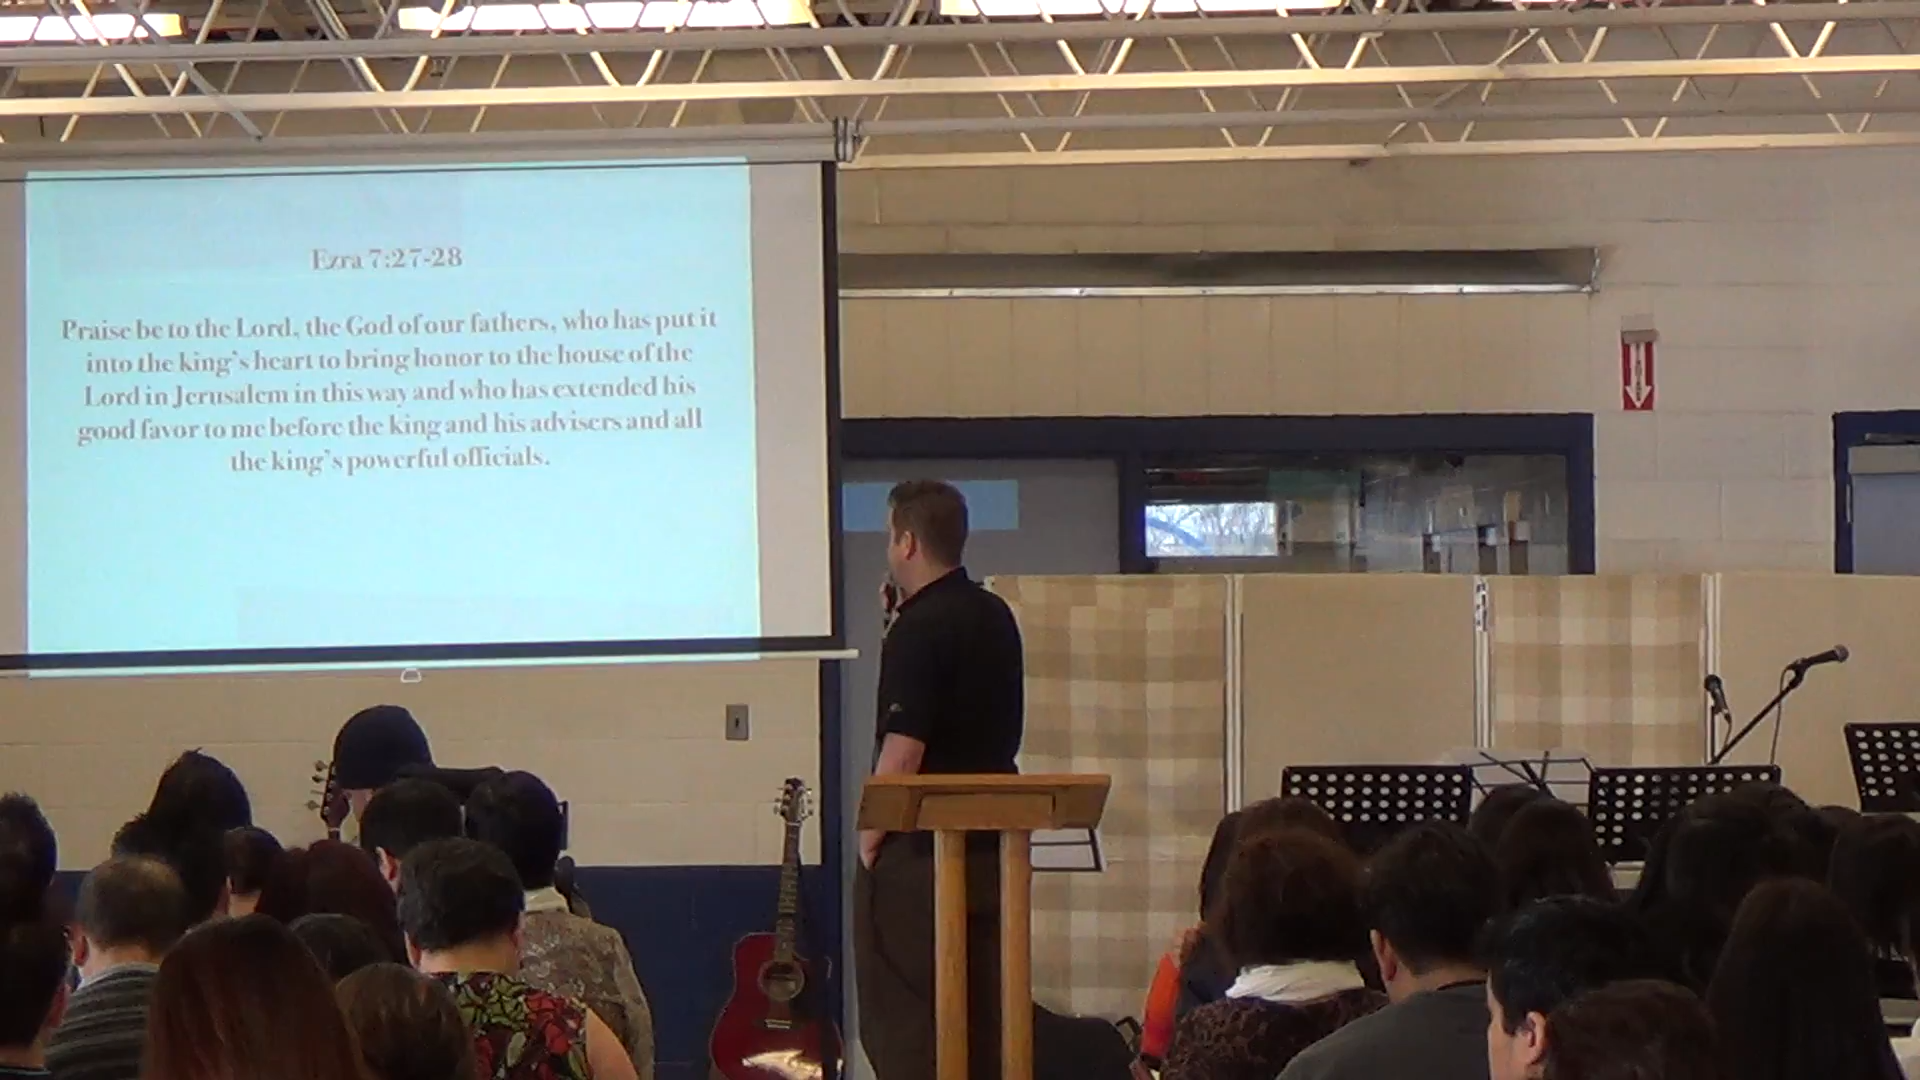 Ezra 7:27-28
Praise be to the Lord, the God of our fathers, who has put it
into the king's heart to bring honor to the house of the
Lord in Jerusalem in this way and who has extended his
good favor to me before the king and his advisers and all
the king's powerful officials.